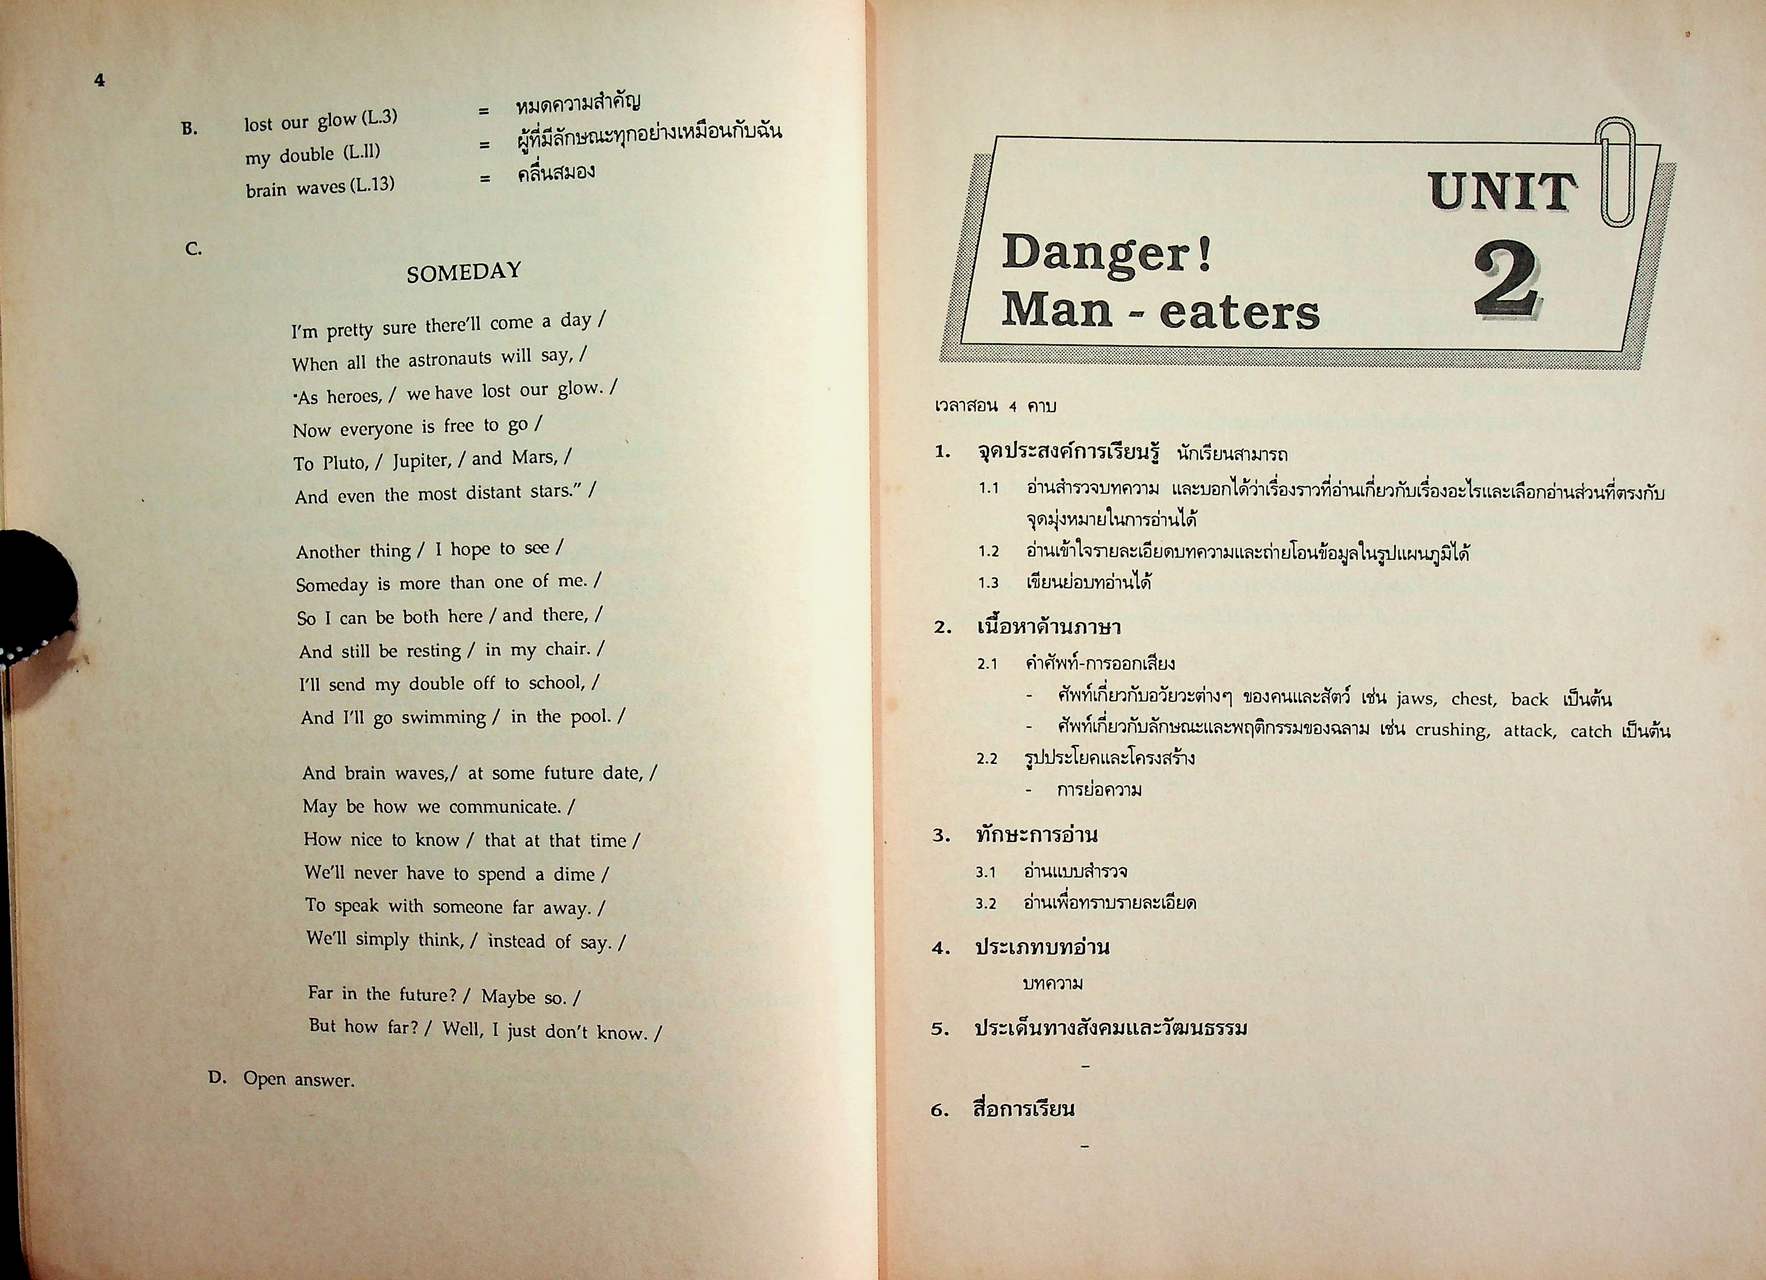 4
B. lost our glow (L.3) = หมดความสำคัญ
my double (L.11) = ผู้ที่มีลักษณะทุกอย่างเหมือนกับฉัน
brain waves (L.13) = คลื่นสมอง
C.
SOMEDAY
I'm pretty sure there'll come a day /
When all the astronauts will say, /
"As heroes, / we have lost our glow. /
Now everyone is free to go /
To Pluto, / Jupiter, / and Mars, /
And even the most distant stars." /
Another thing / I hope to see /
Someday is more than one of me. /
So I can be both here / and there, /
And still be resting / in my chair. /
I'll send my double off to school, /
And I'll go swimming / in the pool. /
And brain waves, / at some future date, /
May be how we communicate. /
How nice to know / that at that time /
We'll never have to spend a dime /
To speak with someone far away. /
We'll simply think, / instead of say. /
Far in the future? / Maybe so. /
But how far? / Well, I just don't know. /
D. Open answer.
UNIT
2
Danger!
Man - eaters
เวลาสอน 4 คาบ
1. จุดประสงค์การเรียนรู้ นักเรียนสามารถ
1.1 อ่านสำรวจบทความ และบอกได้ว่าเรื่องราวที่อ่านเกี่ยวกับเรื่องอะไรและเลือกอ่านส่วนที่ตรงกับ
จุดมุ่งหมายในการอ่านได้
1.2 อ่านเข้าใจรายละเอียดบทความและถ่ายโอนข้อมูลในรูปแผนภูมิได้
1.3 เขียนย่อบทอ่านได้
2. เนื้อหาด้านภาษา
2.1 คำศัพท์-การออกเสียง
- ศัพท์เกี่ยวกับอวัยวะต่างๆ ของคนและสัตว์ เช่น jaws, chest, back เป็นต้น
- ศัพท์เกี่ยวกับลักษณะและพฤติกรรมของฉลาม เช่น crushing, attack, catch เป็นต้น
2.2 รูปประโยคและโครงสร้าง
- การย่อความ
3. ทักษะการอ่าน
3.1 อ่านแบบสำรวจ
3.2 อ่านเพื่อทราบรายละเอียด
4. ประเภทบทอ่าน
บทความ
5. ประเด็นทางสังคมและวัฒนธรรม
-
6. สื่อการเรียน
-